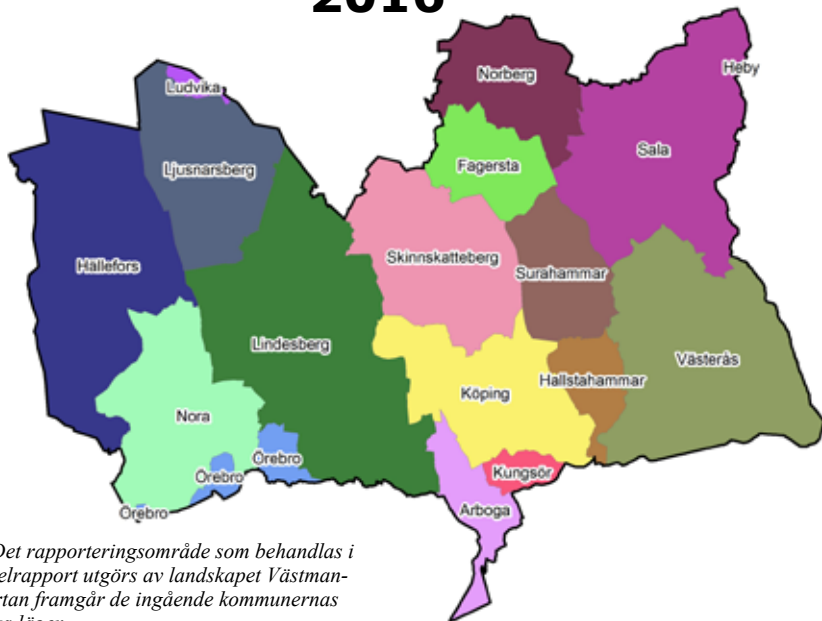 2016
Ludvika
Norberg
Heby
Sala
Fagersta
Ljusnarsberg
Skinnskatteberg
Hällefors
Surahammar
Lindesberg
Västerås
Hallstahammar
Köping
Nora
Örebro
Kungsör
Örebro
Arboga
Örebro
Det rapporteringsområde som behandlas i
elrapport utgörs av landskapet Västman-
rtan framgår de ingående kommunernas